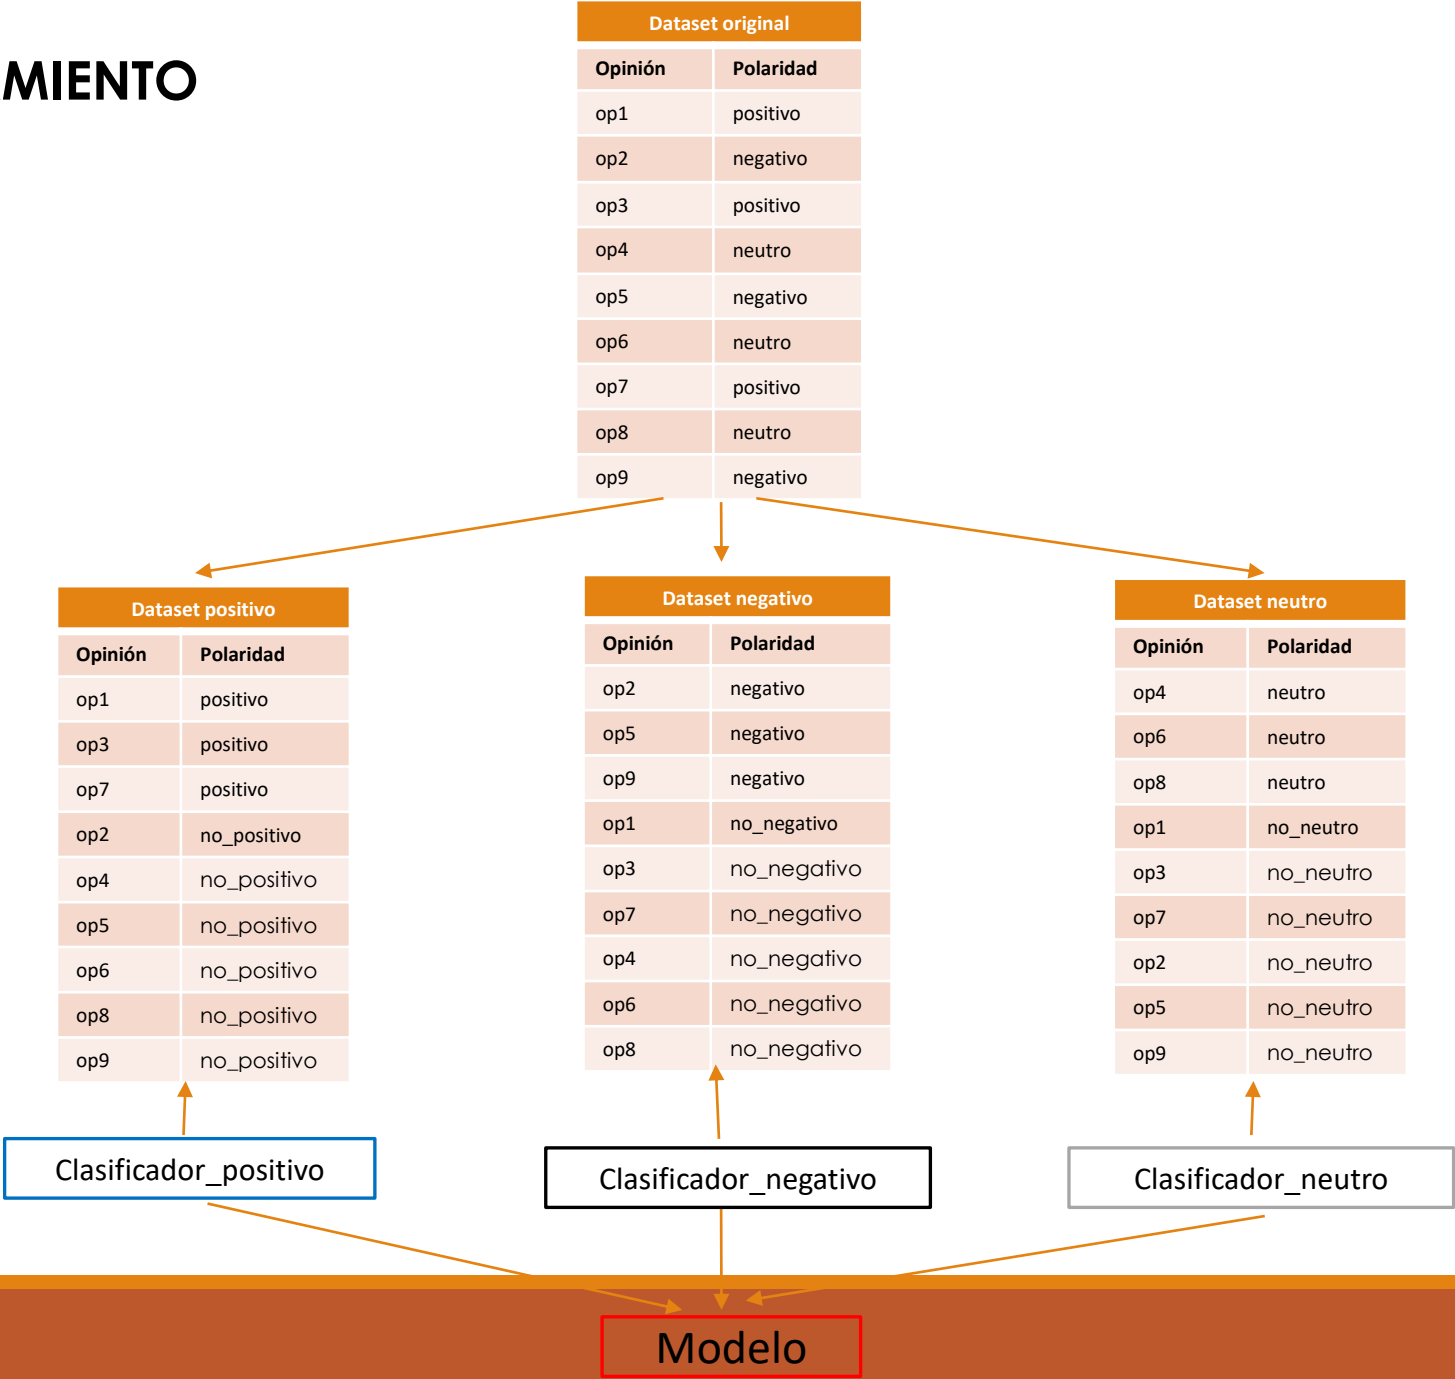 MIENTO
Dataset original
Opinión Polaridad
op1 positivo
op2 negativo
op3 positivo
op4 neutro
op5 negativo
op6 neutro
op7 positivo
op8 neutro
op9 negativo
Dataset positivo
Opinión Polaridad
op1 positivo
op3 positivo
op7 positivo
op2 no_positivo
op4 no_positivo
op5 no_positivo
op6 no_positivo
op8 no_positivo
op9 no_positivo
Dataset negativo
Opinión Polaridad
op2 negativo
op5 negativo
op9 negativo
op1 no_negativo
op3 no_negativo
op7 no_negativo
op4 no_negativo
op6 no_negativo
op8 no_negativo
Dataset neutro
Opinión Polaridad
op4 neutro
op6 neutro
op8 neutro
op1 no_neutro
op3 no_neutro
op7 no_neutro
op2 no_neutro
op5 no_neutro
op9 no_neutro
Clasificador_positivo
Clasificador_negativo
Clasificador_neutro
Modelo